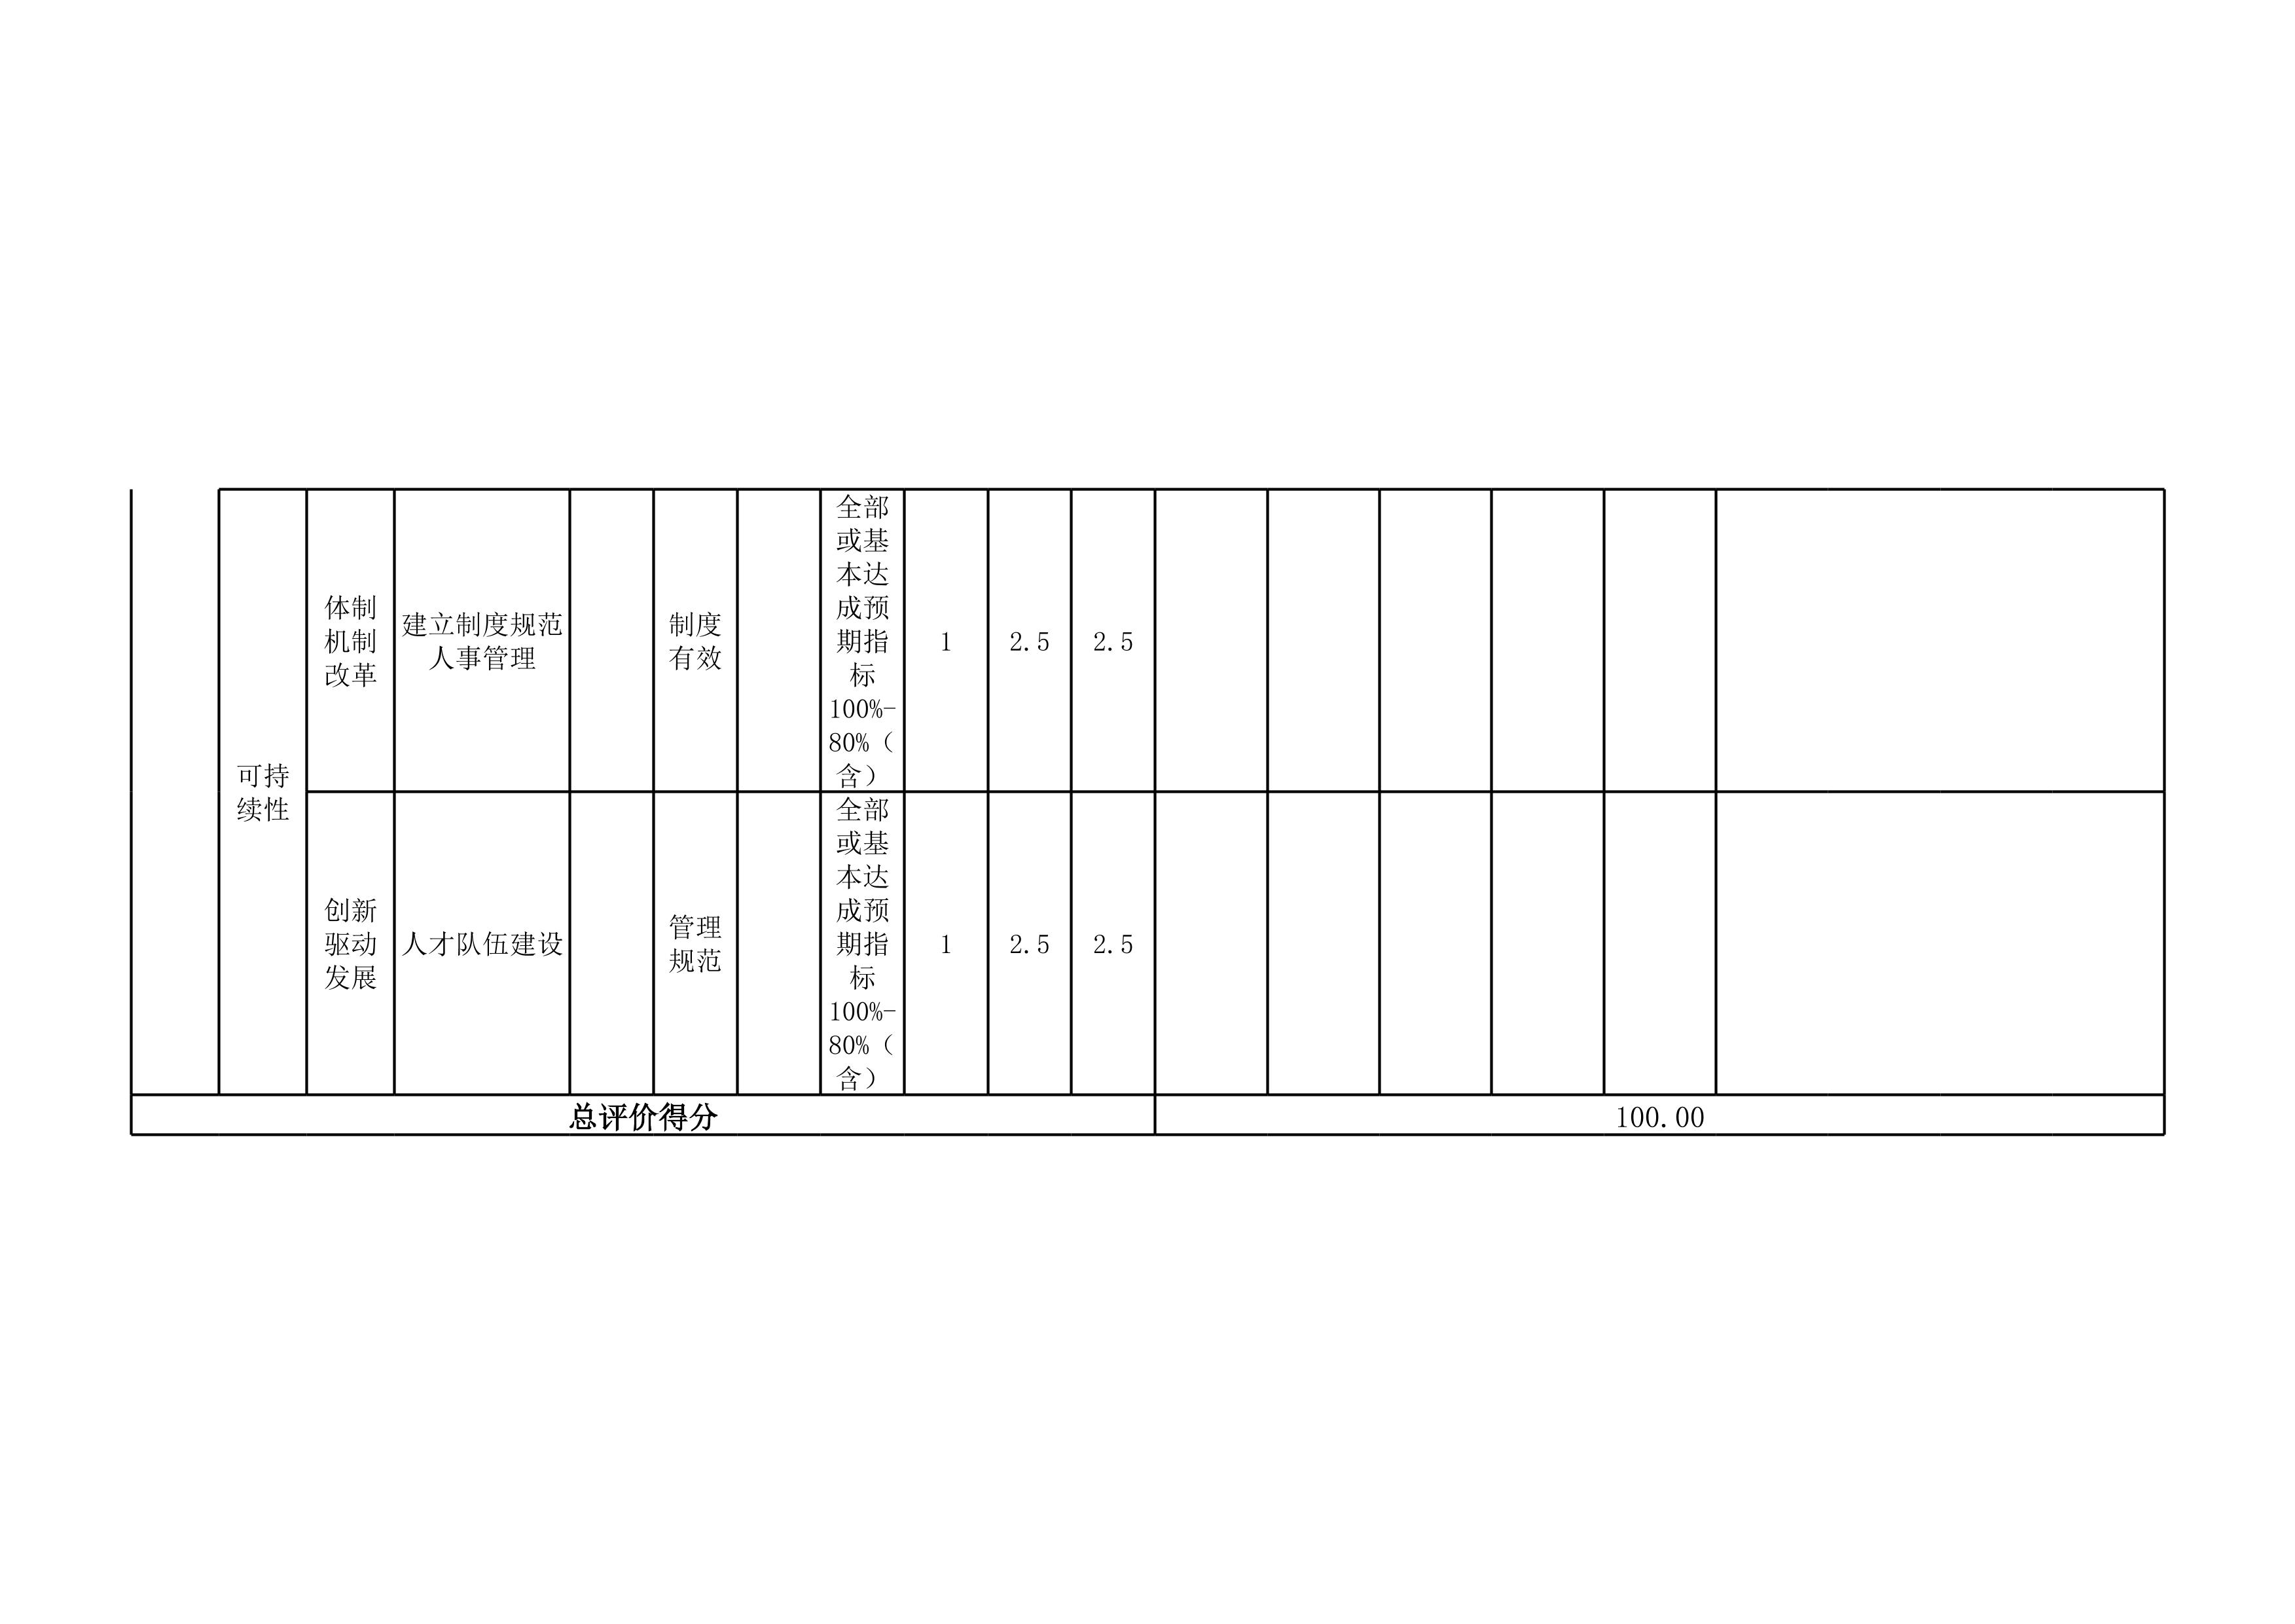 可持
续性
体制
机制
改革
建立制度规范
人事管理
制度
有效
全部
或基
本达
成预
期指
标
100%-
80%（
含）
1
2.5
2.5
创新
驱动
发展
人才队伍建设
管理
规范
全部
或基
本达
成预
期指
标
100%-
80%（
含）
1
2.5
2.5
总评价得分
100.00